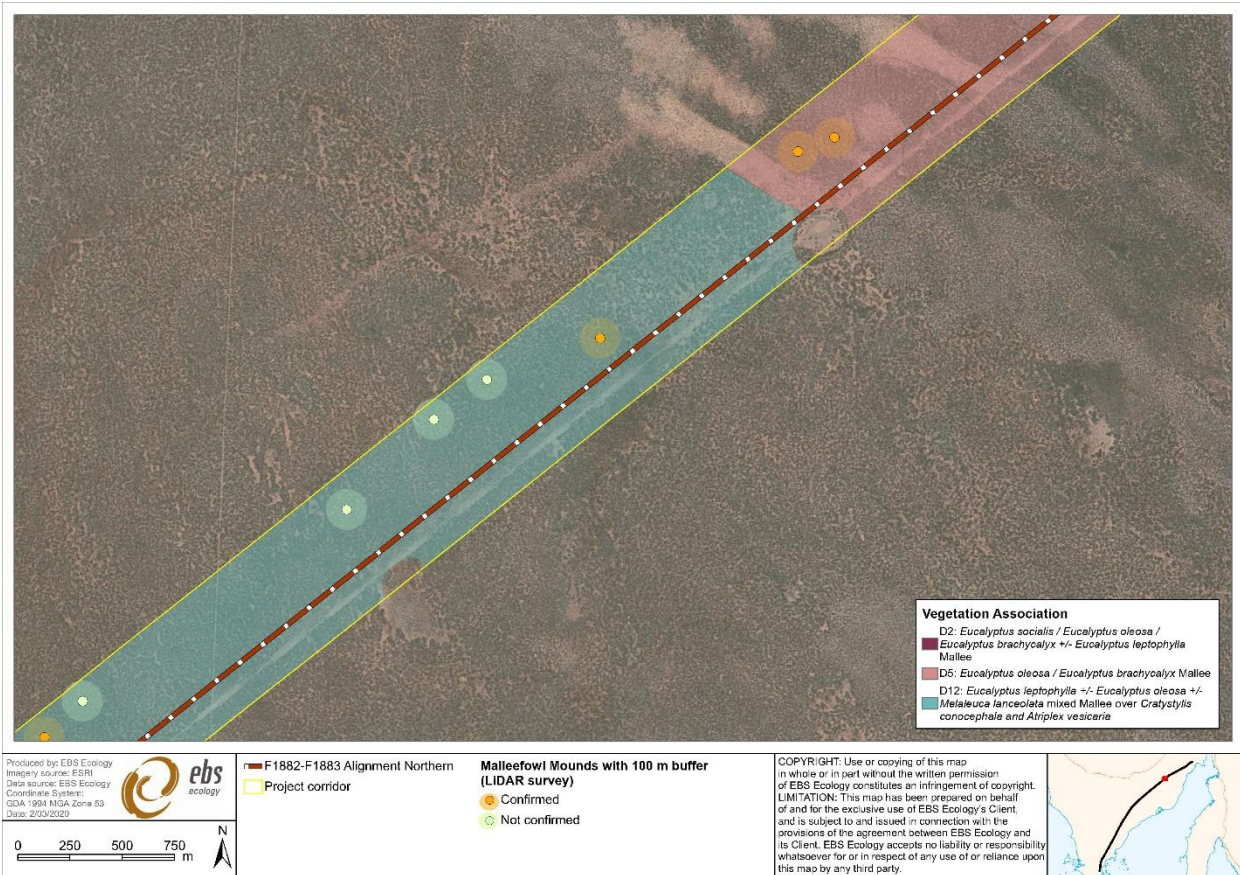 Vegetation Association
D2: Eucalyptus socialis / Eucalyptus oleosa /
Eucalyptus brachycalyx +/- Eucalyptus leptophylla
Mallee
D5: Eucalyptus oleosa / Eucalyptus brachycalyx Mallee
D12: Eucalyptus leptophylla +/- Eucalyptus oleosa +/-
Melaleuca lanceolata mixed Mallee over Cratystylis
conocephala and Atriplex vesicaria
Produced by: EBS Ecology
Imagery source: ESRI
Data source: EBS Ecology
Coordinate System:
GDA 1994 MGA Zone 53
Date: 2/03/2020
ebs
ecology
0 250 500 750
m
N
F1882-F1883 Alignment Northern
Project corridor
Malleefowl Mounds with 100 m buffer
(LiDAR survey)
Confirmed
Not confirmed
COPYRIGHT: Use or copying of this map
in whole or in part without the written permission
of EBS Ecology constitutes an infringement of copyright.
LIMITATION: This map has been prepared on behalf
of and for the exclusive use of EBS Ecology's Client,
and is subject to and issued in connection with the
provisions of the agreement between EBS Ecology and
its Client. EBS Ecology accepts no liability or responsibility
whatsoever for or in respect of any use of or reliance upon
this map by any third party.